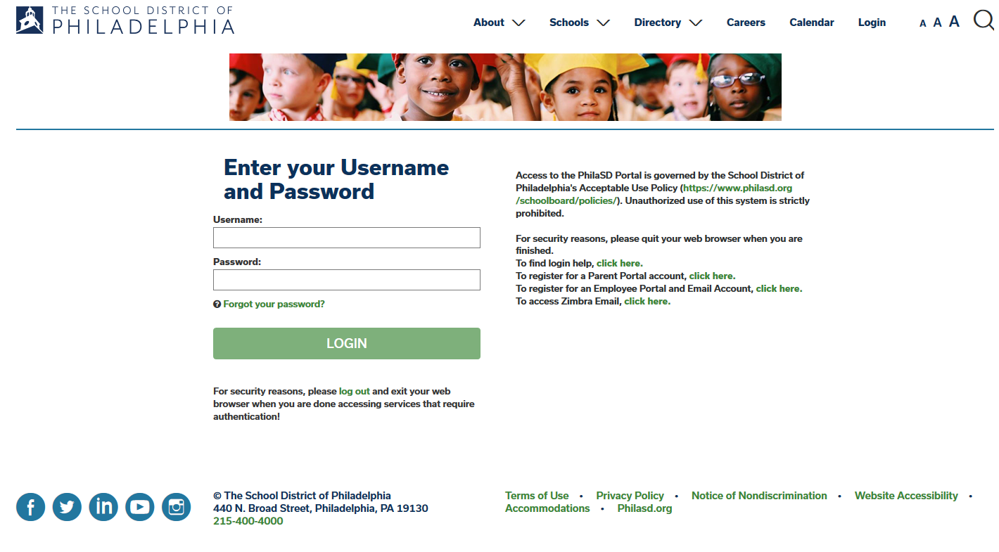 THE SCHOOL DISTRICT OF
PHILADELPHIA
About Schools Directory Careers Calendar Login A A A
Enter your Username
and Password
Username:
Password:
Forgot your password?
LOGIN
For security reasons, please log out and exit your web
browser when you are done accessing services that require
authentication!
Access to the PhilaSD Portal is governed by the School District of
Philadelphia's Acceptable Use Policy (https://www.philasd.org
/schoolboard/policies/). Unauthorized use of this system is strictly
prohibited.
For security reasons, please quit your web browser when you are
finished.
To find login help, click here.
To register for a Parent Portal account, click here.
To register for an Employee Portal and Email Account, click here.
To access Zimbra Email, click here.
© The School District of Philadelphia
440 N. Broad Street, Philadelphia, PA 19130
215-400-4000
Terms of Use • Privacy Policy • Notice of Nondiscrimination • Website Accessibility •
Accommodations • Philasd.org